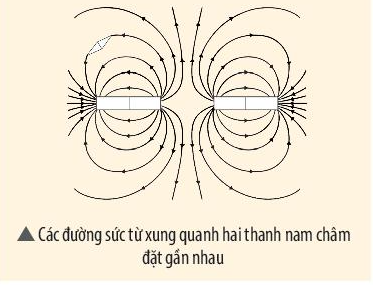 ▲ Các đường sức từ xung quanh hai thanh nam châm
đặt gần nhau